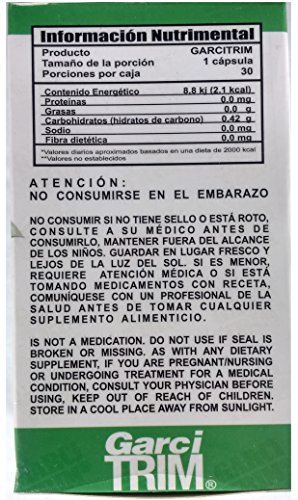 Información Nutrimental
Producto GARCITRIM
Tamaño de la porción 1 cápsula
Porciones por caja 30
Contenido Energético 8.8 kj (2.1 kcal)
Proteinas 0.0 mg
Grasas 0.0 g
Carbohidratos (hidratos de carbono) 0.42 g
Sodio 0.0 mg
Fibra dietética 0.0 mg
*Valores diarios aproximados basados en una dieta de 2000 kcal
*Valores no establecidos
ATENCIÓN:
NO CONSUMIRSE EN EL EMBARAZO
NO CONSUMIR SI NO TIENE SELLO O ESTÁ ROTO,
CONSULTE A SU MÉDICO ANTES DE
CONSUMIRLO, MANTENER FUERA DEL ALCANCE
DE LOS NIÑOS. GUARDAR EN LUGAR FRESCO Y
LEJOS DE LA LUZ DEL SOL. SI ES MENOR,
REQUIERE ATENCIÓN MÉDICA O SI ESTÁ
TOMANDO MEDICAMENTOS CON RECETA,
COMUNÍQUESE CON UN PROFESIONAL DE LA
SALUD ANTES DE TOMAR CUALQUIER
SUPLEMENTO ALIMENTICIO.
IS NOT A MEDICATION. DO NOT USE IF SEAL IS
BROKEN OR MISSING. AS WITH ANY DIETARY
SUPPLEMENT, IF YOU ARE PREGNANT/NURSING
OR UNDERGOING TREATMENT FOR A MEDICAL
CONDITION, CONSULT YOUR PHYSICIAN BEFORE
USING, KEEP OUT OF REACH OF CHILDREN.
STORE IN A COOL PLACE AWAY FROM SUNLIGHT.
Garci
TRIM®